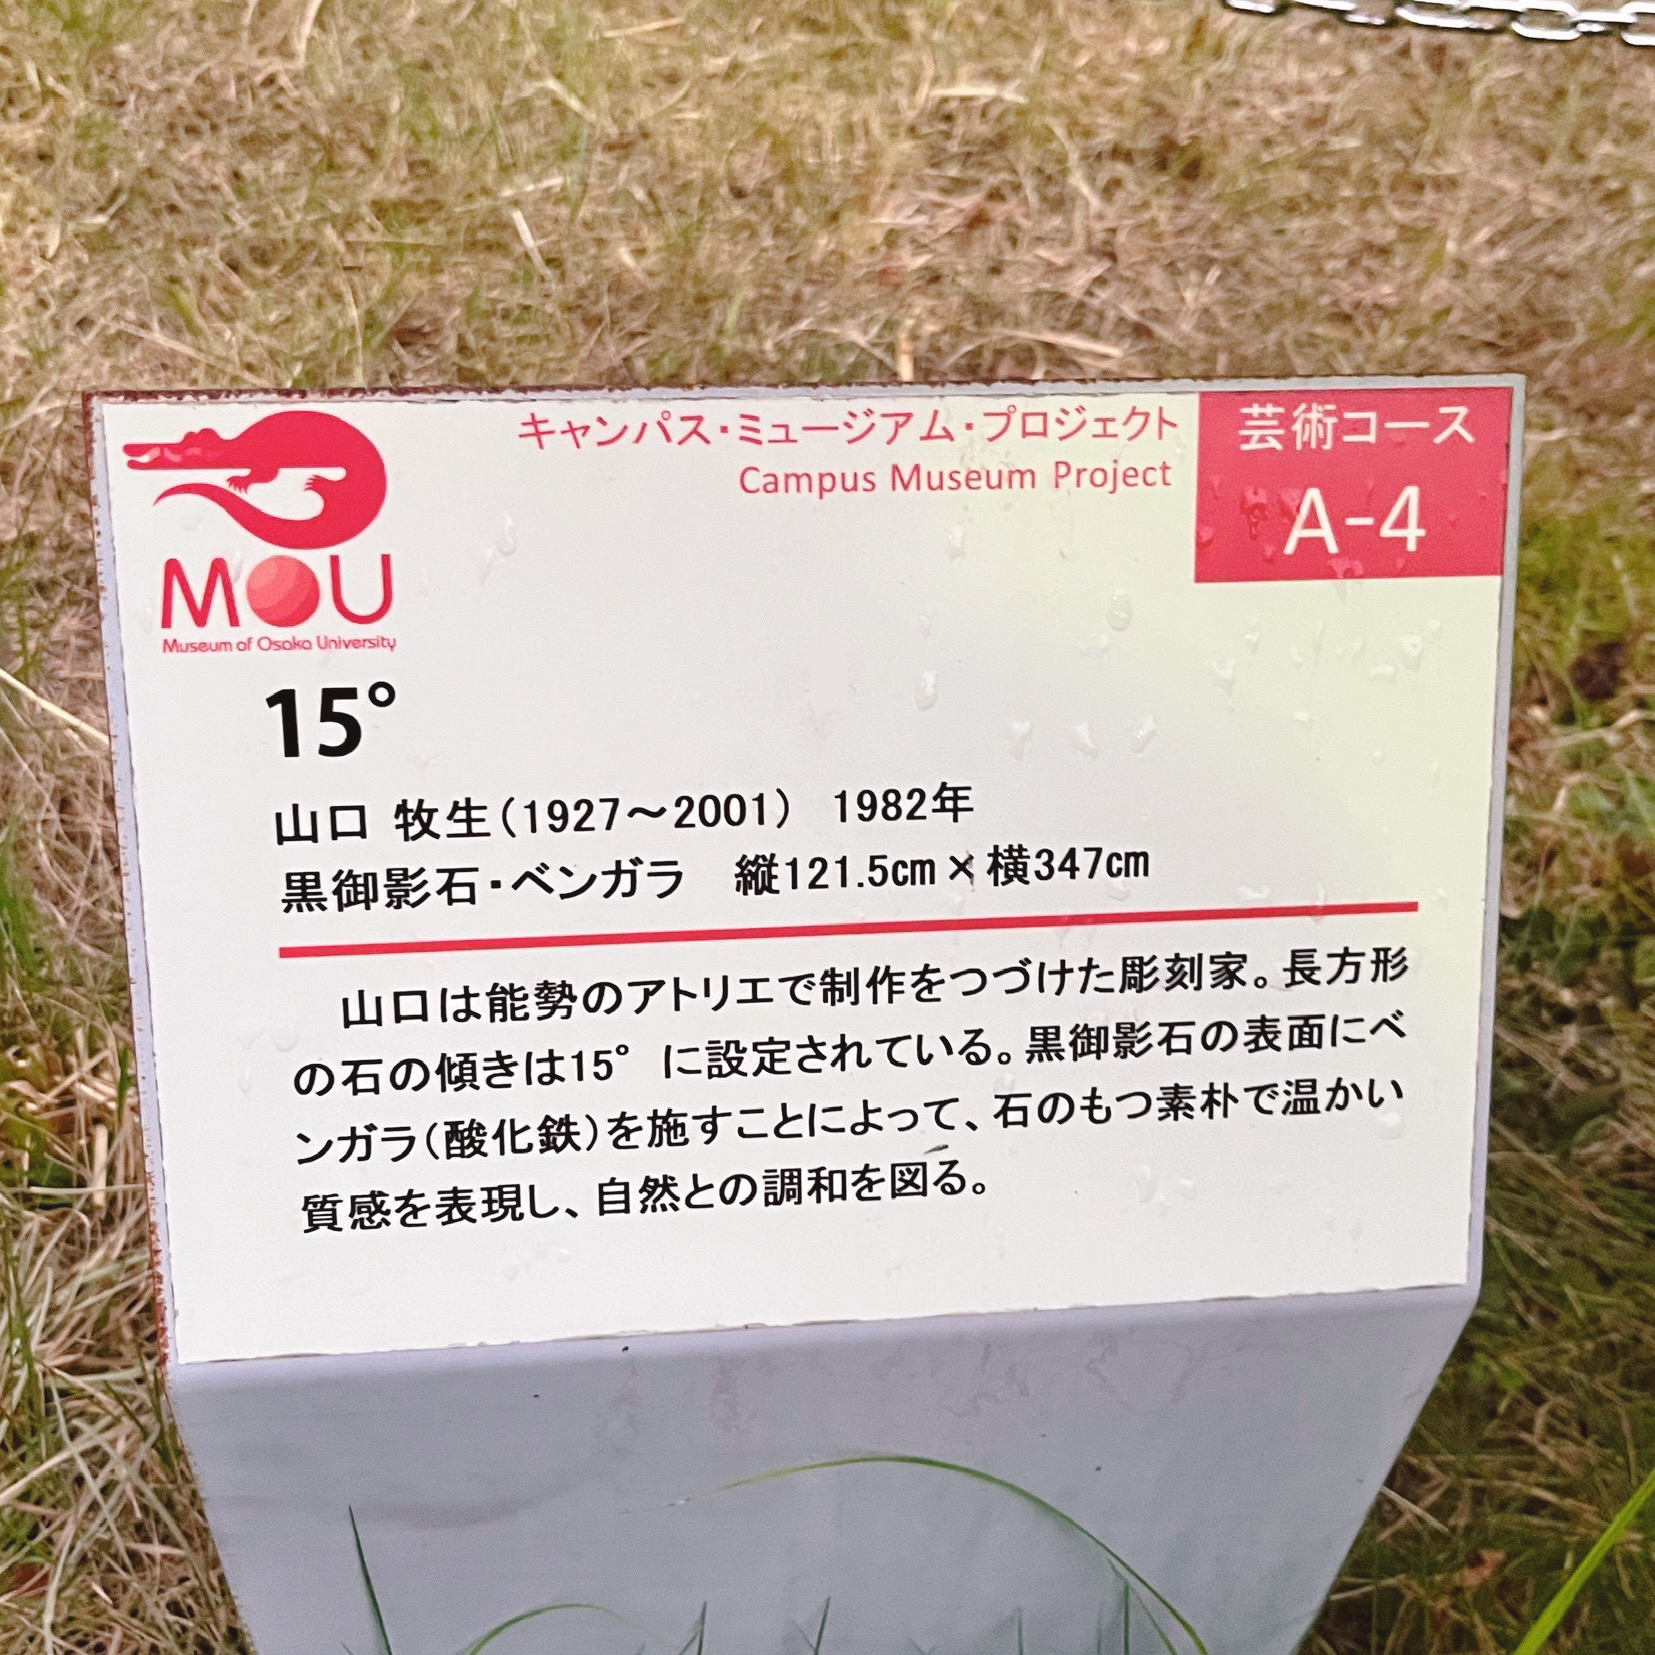 キャンパス・ミュージアム・プロジェクト
Campus Museum Project
芸術コース
A-4
MOU
Museum of Osaka University
15°
山口 牧生(1927～2001) 1982年
黒御影石・ベンガラ 縦121.5cm×横347cm
山口は能勢のアトリエで制作をつづけた彫刻家。長方形
の石の傾きは15°に設定されている。黒御影石の表面にベ
ンガラ(酸化鉄)を施すことによって、石のもつ素朴で温かい
質感を表現し、自然との調和を図る。